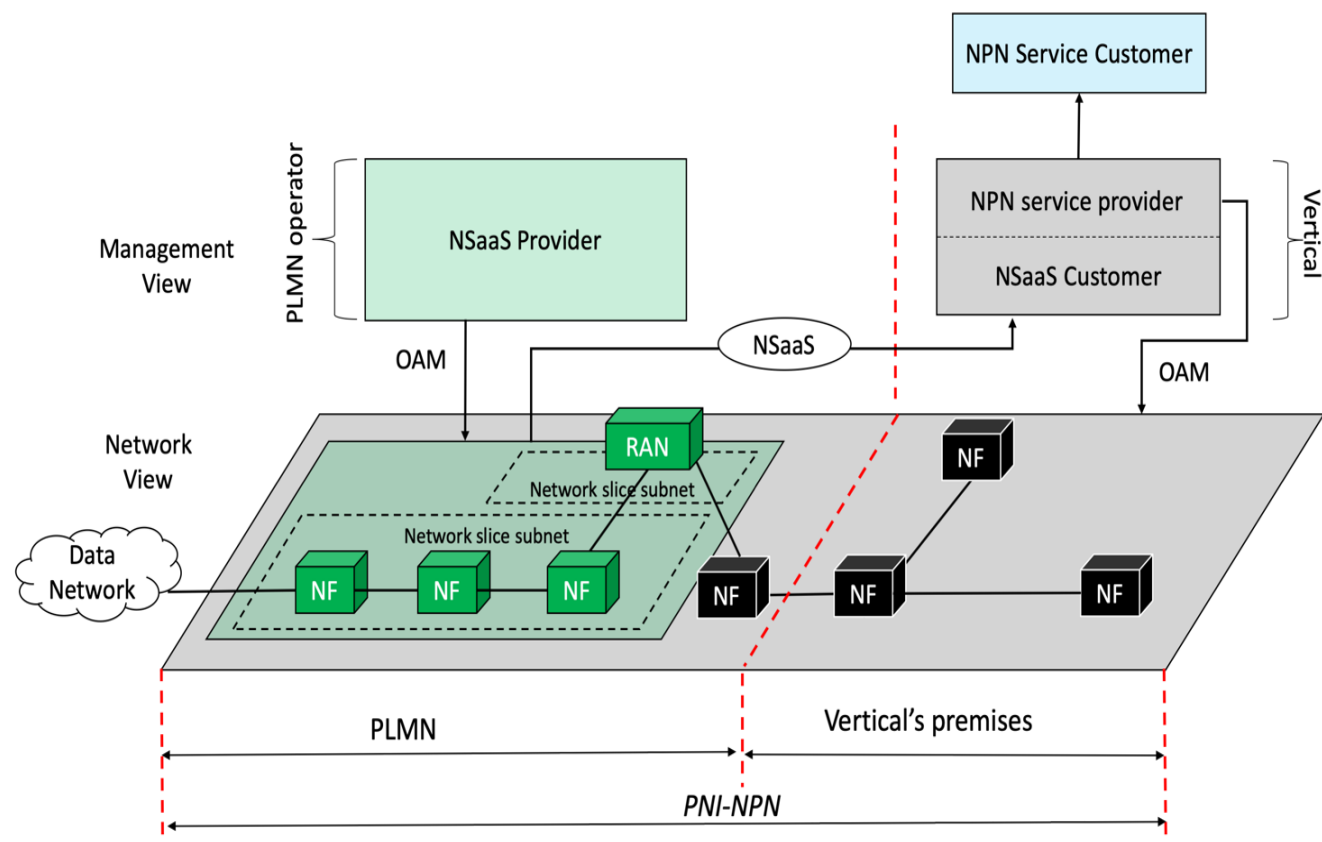 NPN Service Customer
PLMN operator
NSaaS Provider
NPN service provider
NSaaS Customer
Vertical
Management
View
NSaaS
OAM
OAM
Network
View
RAN
NF
Network slice subnet
Network slice subnet
Data
Network
NF
NF
NF
NF
NF
NF
PLMN
Vertical’s premises
PNI-NPN